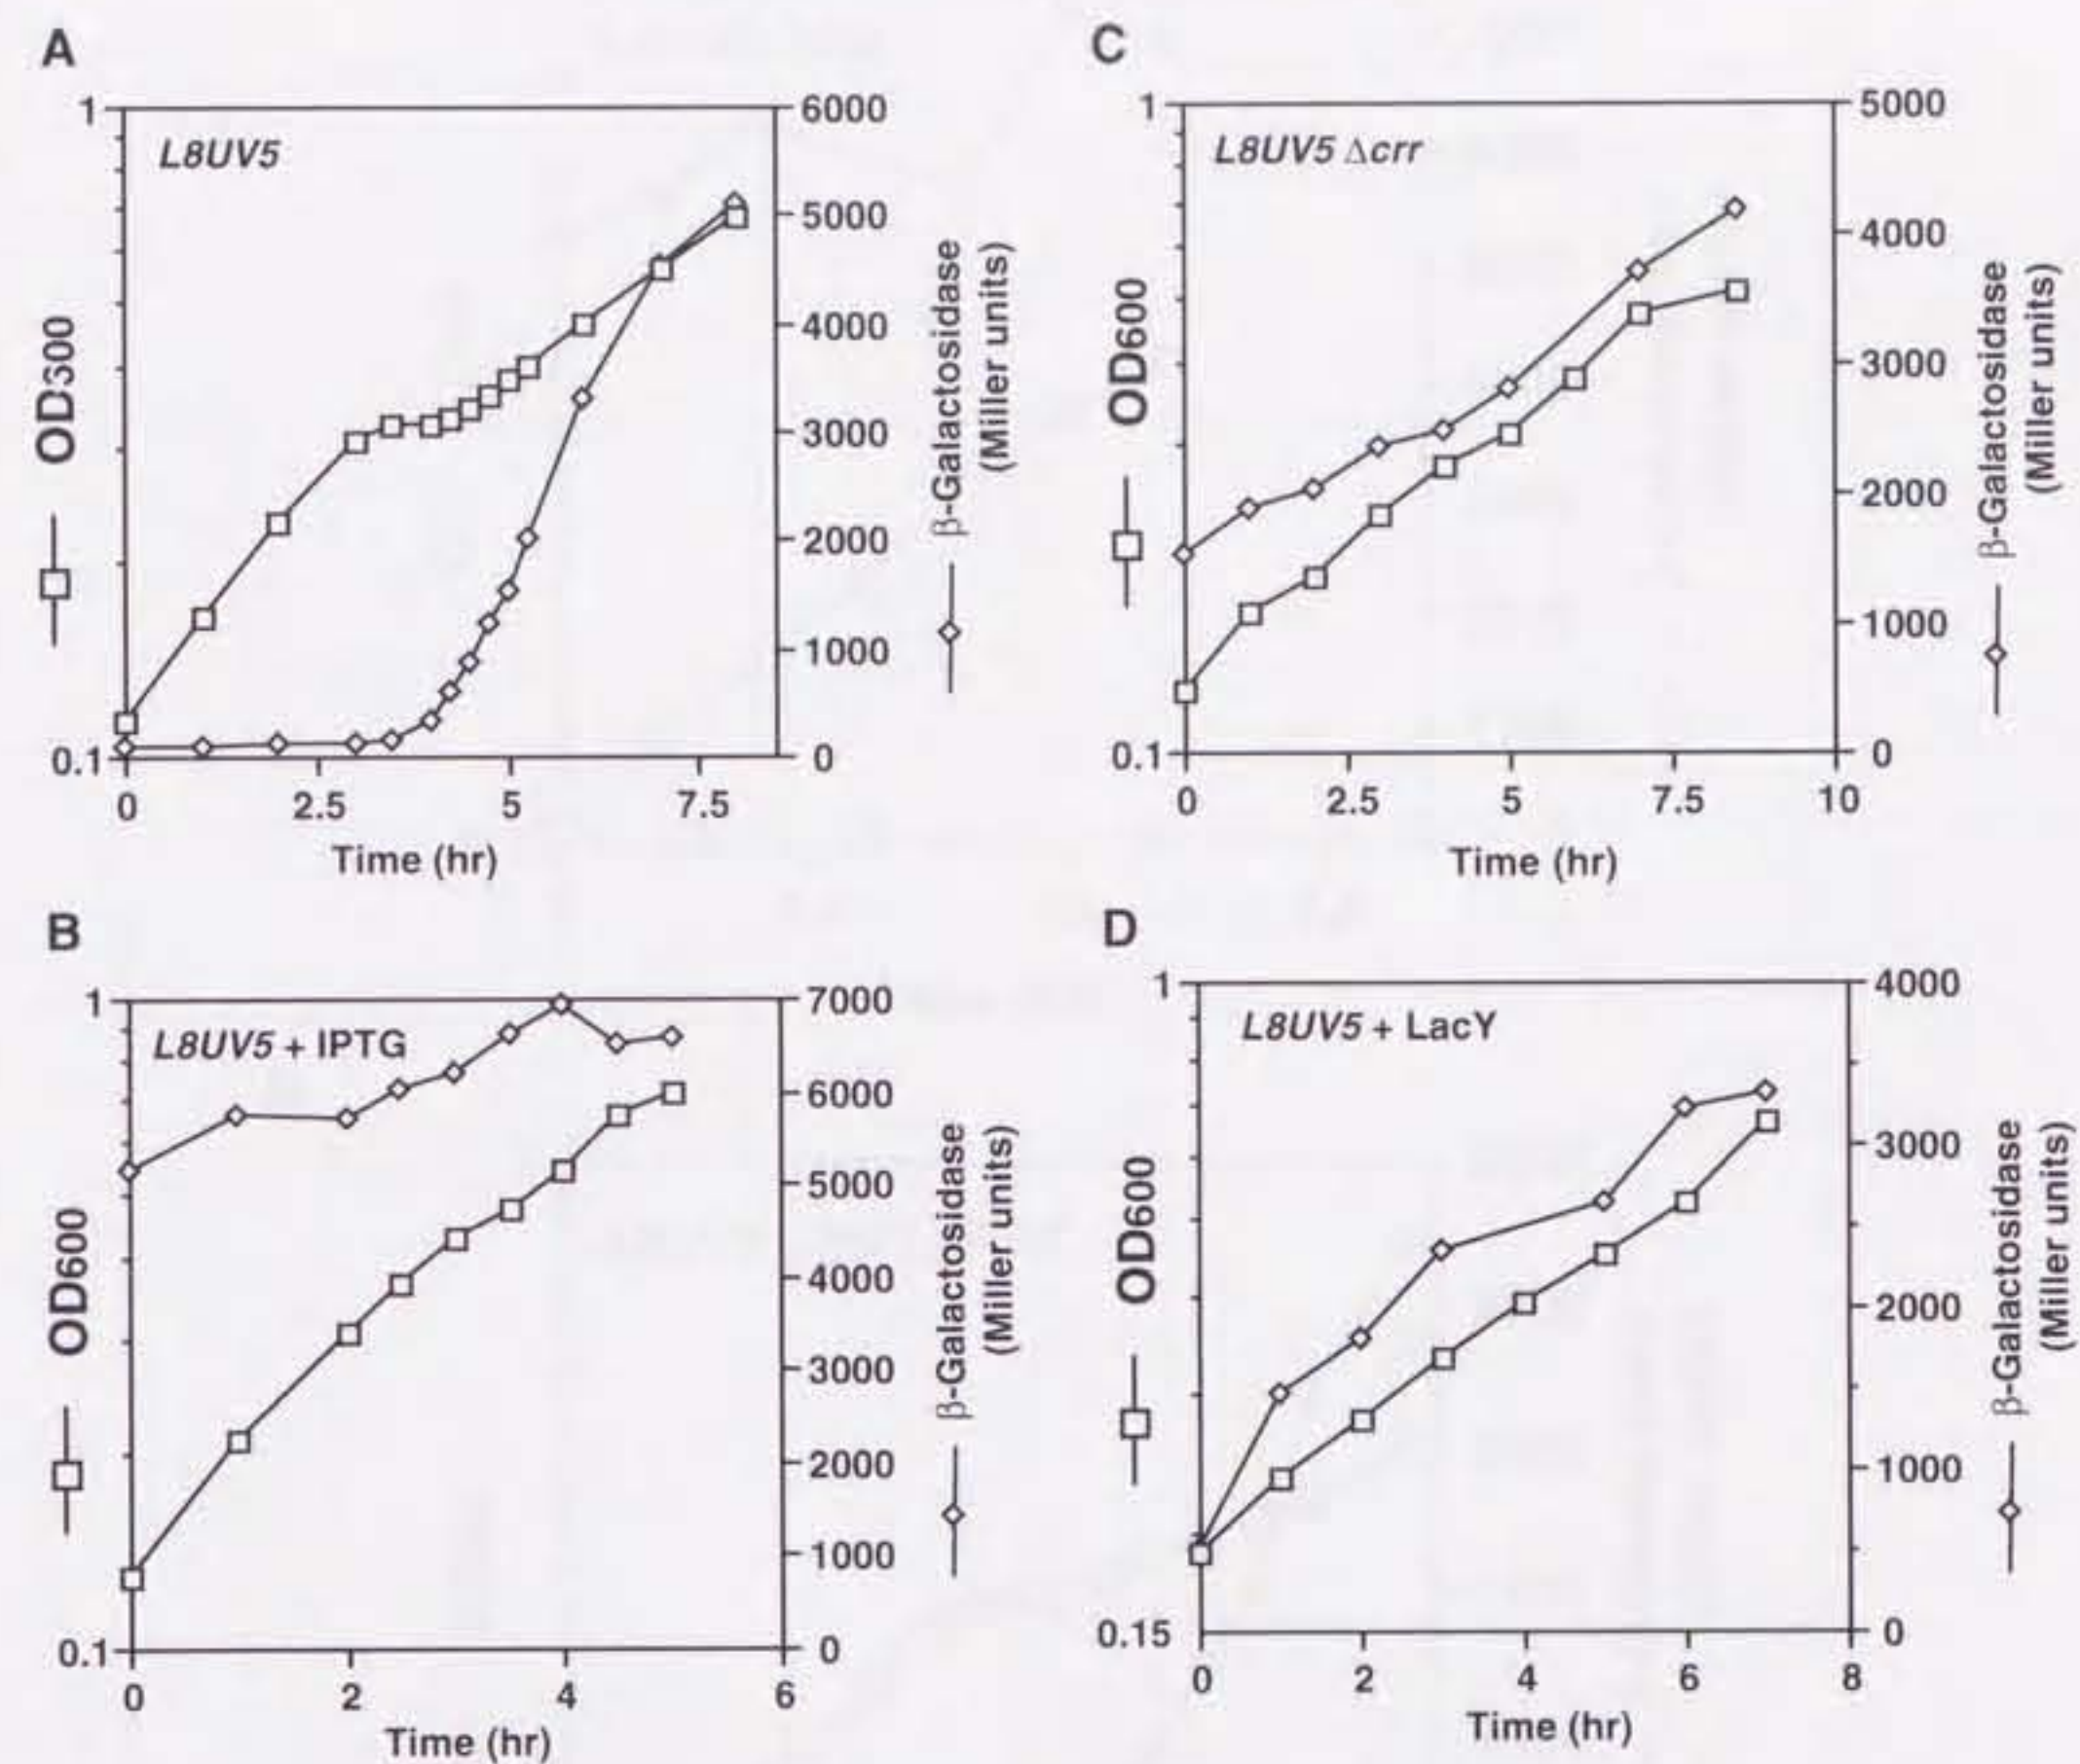 A
1
6000
L8UV5
5000
4000
3000
2000
1000
0
0.1
0
2.5
5
7.5
OD300
β-Galactosidase
(Miller units)
Time (hr)
B
1
7000
L8UV5 + IPTG
6000
5000
4000
3000
2000
1000
0
0.1
0
2
4
6
OD600
β-Galactosidase
(Miller units)
Time (hr)
C
1
5000
L8UV5 Δcrr
4000
3000
2000
1000
0
0.1
0
2.5
5
7.5
10
OD600
β-Galactosidase
(Miller units)
Time (hr)
D
1
4000
L8UV5 + LacY
3000
2000
1000
0
0.15
0
2
4
6
8
OD600
β-Galactosidase
(Miller units)
Time (hr)